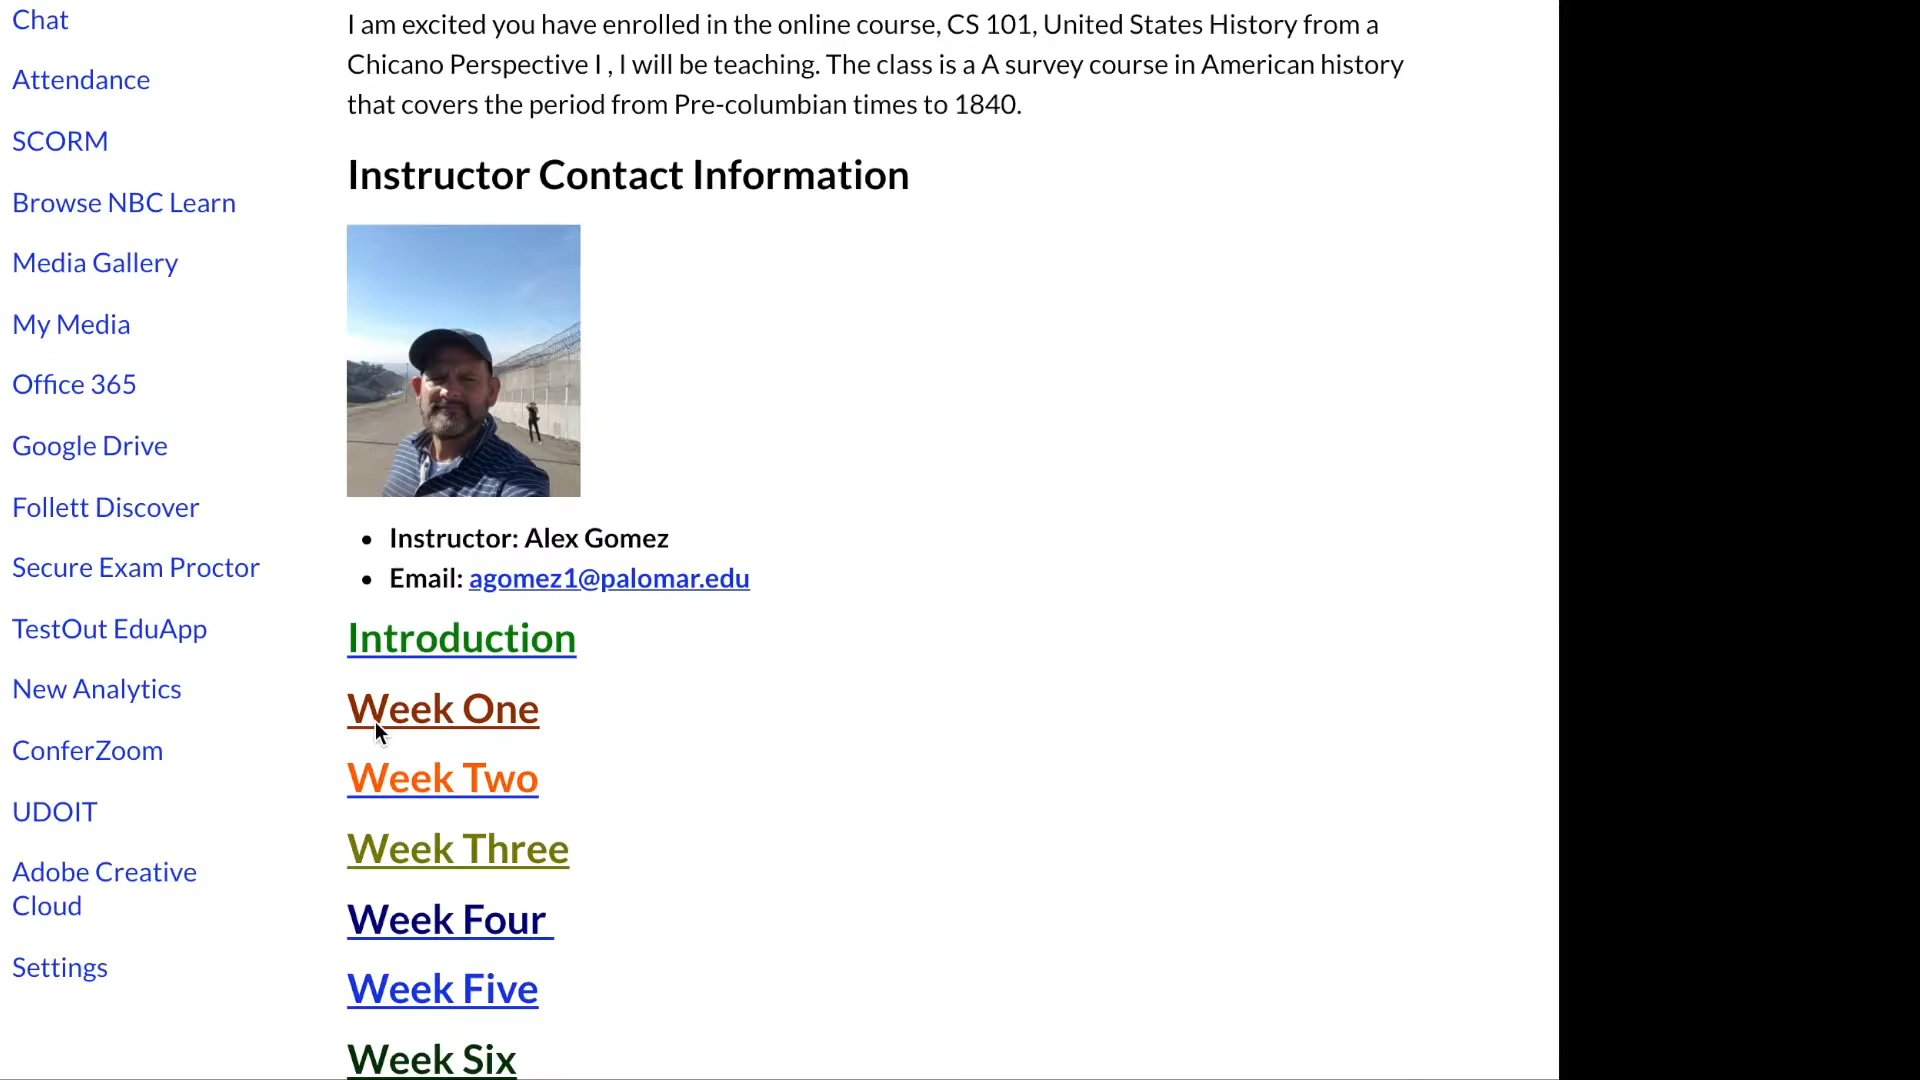 Chat
Attendance
SCORM
Browse NBC Learn
Media Gallery
My Media
Office 365
Google Drive
Follett Discover
Secure Exam Proctor
TestOut EduApp
New Analytics
ConferZoom
UDOIT
Adobe Creative
Cloud
Settings
I am excited you have enrolled in the online course, CS 101, United States History from a
Chicano Perspective I , I will be teaching. The class is a A survey course in American history
that covers the period from Pre-columbian times to 1840.
Instructor Contact Information
• Instructor: Alex Gomez
• Email: agomez1@palomar.edu
Introduction
Week One
Week Two
Week Three
Week Four
Week Five
Week Six